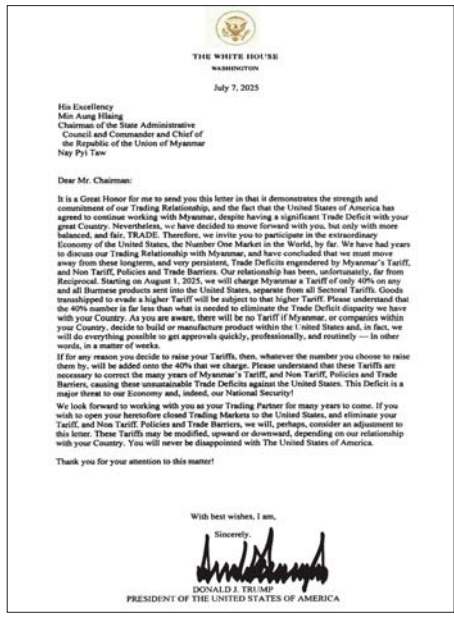 THE WHITE HOUSE
WASHINGTON
July 7, 2025
His Excellency
Min Aung Hlaing
Chairman of the State Administrative
Council and Commander and Chief of
the Republic of the Union of Myanmar
Nay Pyi Taw
Dear Mr. Chairman:
It is a Great Honor for me to send you this letter in that it demonstrates the strength and
commitment of our Trading Relationship, and the fact that the United States of America has
agreed to continue working with Myanmar, despite having a significant Trade Deficit with your
great Country. Nevertheless, we have decided to move forward with you, but only with more
balanced, and fair, TRADE. Therefore, we invite you to participate in the extraordinary
Economy of the United States, the Number One Market in the World, by far. We have had years
to discuss our Trading Relationship with Myanmar, and have concluded that we must move
away from these longterm, and very persistent, Trade Deficits engendered by Myanmar's Tariff,
and Non Tariff, Policies and Trade Barriers. Our relationship has been, unfortunately, far from
Reciprocal. Starting on August 1, 2025, we will charge Myanmar a Tariff of only 40% on any
and all Burmese products sent into the United States, separate from all Sectoral Tariffs. Goods
transshipped to evade a higher Tariff will be subject to that higher Tariff. Please understand that
the 40% number is far less than what is needed to eliminate the Trade Deficit disparity we have
with your Country. As you are aware, there will be no Tariff if Myanmar, or companies within
your Country, decide to build or manufacture product within the United States and, in fact, we
will do everything possible to get approvals quickly, professionally, and routinely — In other
words, in a matter of weeks.
If for any reason you decide to raise your Tariffs, then, whatever the number you choose to raise
them by, will be added onto the 40% that we charge. Please understand that these Tariffs are
necessary to correct the many years of Myanmar's Tariff, and Non Tariff, Policies and Trade
Barriers, causing these unsustainable Trade Deficits against the United States. This Deficit is a
major threat to our Economy and, indeed, our National Security!
We look forward to working with you as your Trading Partner for many years to come. If you
wish to open your heretofore closed Trading Markets to the United States, and eliminate your
Tariff, and Non Tariff, Policies and Trade Barriers, we will, perhaps, consider an adjustment to
this letter. These Tariffs may be modified, upward or downward, depending on our relationship
with your Country. You will never be disappointed with The United States of America.
Thank you for your attention to this matter!
With best wishes, I am,
Sincerely,
DONALD J. TRUMP
PRESIDENT OF THE UNITED STATES OF AMERICA